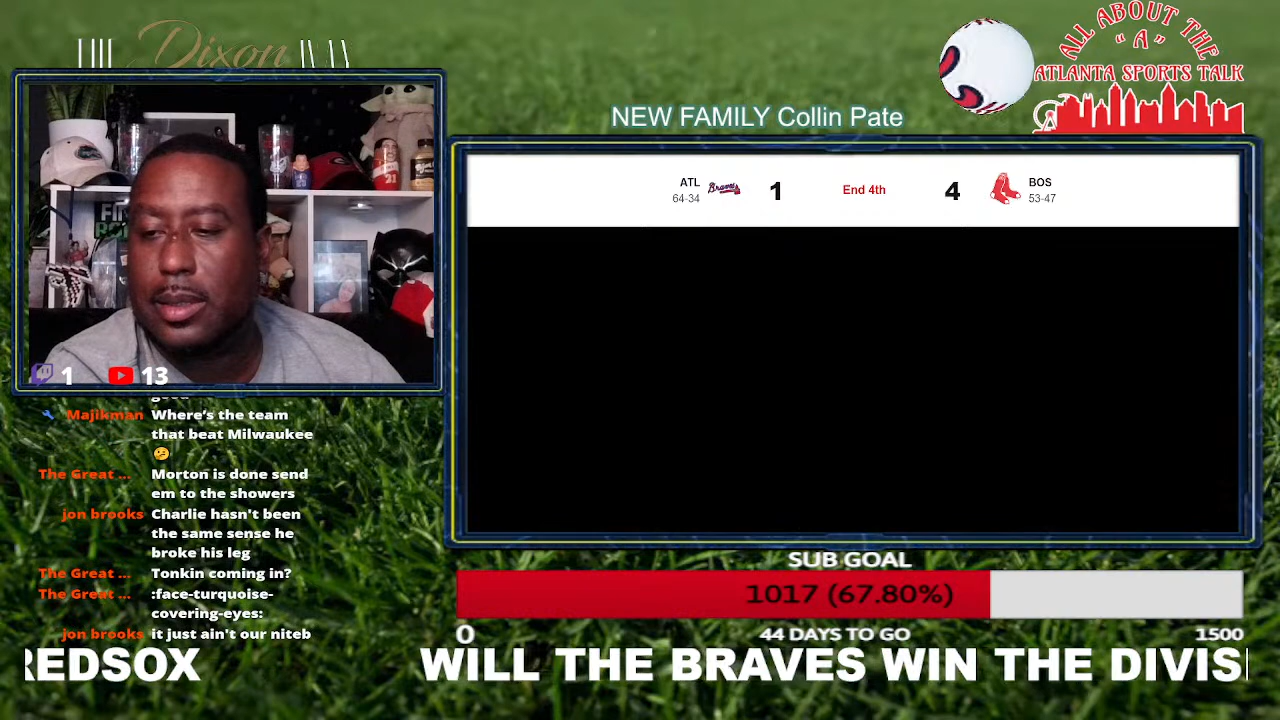 Dixon
ALL ABOUT THE
"A"
ATLANTA SPORTS TALK
NEW FAMILY Collin Pate
ATL
64-34
Braves
1
End 4th
4
BOS
53-47
1
13
Majikman Where's the team
that beat Milwaukee
The Great ... Morton is done send
em to the showers
jon brooks Charlie hasn't been
the same sense he
broke his leg
The Great ... Tonkin coming in?
The Great ... :face-turquoise-
covering-eyes:
jon brooks it just ain't our niteb
SUB GOAL
1017 (67.80%)
0
44 DAYS TO GO
1500
REDSOX WILL THE BRAVES WIN THE DIVIS